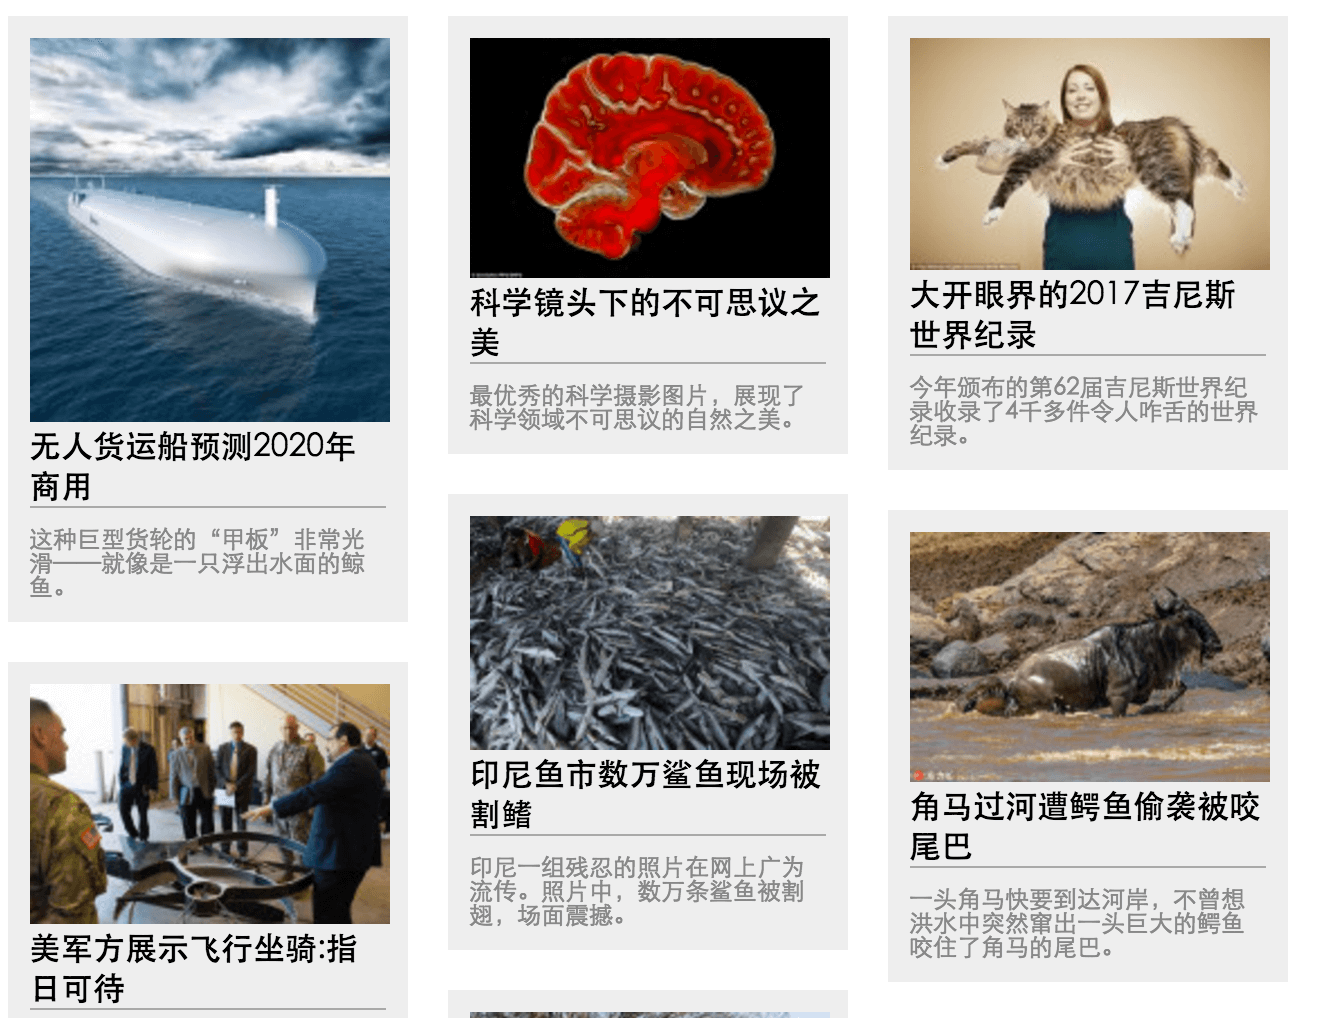 无人货运船预测2020年
商用
这种巨型货轮的“甲板”非常光
滑——就像是一只浮出水面的鲸
鱼。
美军方展示飞行坐骑:指
日可待
科学镜头下的不可思议之
美
最优秀的科学摄影图片，展现了
科学领域不可思议的自然之美。
印尼鱼市数万鲨鱼现场被
割鳍
印尼一组残忍的照片在网上广为
流传。照片中，数万条鲨鱼被割
翅，场面震撼。
大开眼界的2017吉尼斯
世界纪录
今年颁布的第62届吉尼斯世界纪
录收录了4千多件令人咋舌的世界
纪录。
角马过河遭鳄鱼偷袭被咬
尾巴
一头角马快要到达河岸，不曾想
洪水中突然窜出一头巨大的鳄鱼
咬住了角马的尾巴。